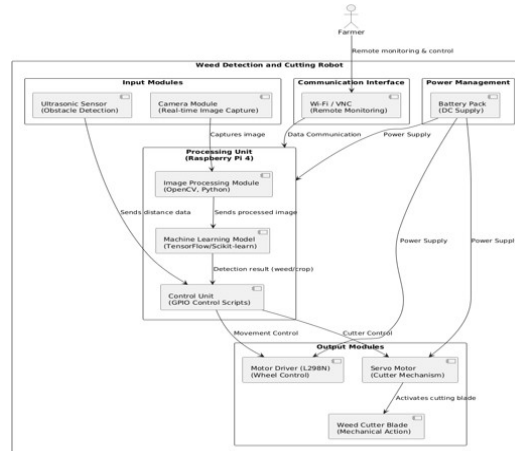 Farmer
Remote monitoring & control
Weed Detection and Cutting Robot
Input Modules
Communication Interface
Power Management
Ultrasonic Sensor
(Obstacle Detection)
Camera Module
(Real-time Image Capture)
Wi-Fi / VNC
(Remote Monitoring)
Battery Pack
(DC Supply)
Captures image
Data Communication
Power Supply
Processing Unit
(Raspberry Pi 4)
Image Processing Module
(OpenCV, Python)
Sends distance data
Sends processed image
Machine Learning Model
(TensorFlow/Scikit-learn)
Power Supply
Power Suppl
Detection result (weed/crop)
Control Unit
(GPIO Control Scripts)
Movement Control
Cutter Control
Output Modules
Motor Driver (L298N)
(Wheel Control)
Servo Motor
(Cutter Mechanism)
Activates cutting blade
Weed Cutter Blade
(Mechanical Action)